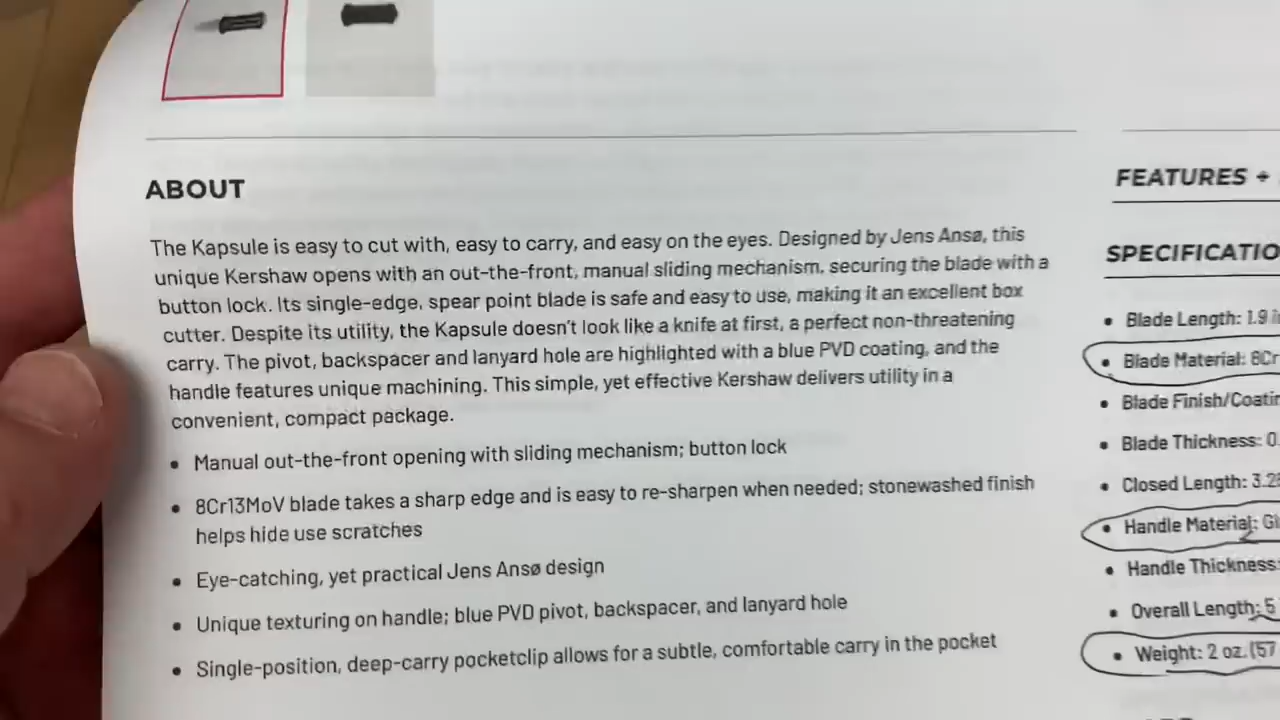 ABOUT
The Kapsule is easy to cut with, easy to carry, and easy on the eyes. Designed by Jens Ansø, this
unique Kershaw opens with an out-the-front, manual sliding mechanism, securing the blade with a
button lock. Its single-edge, spear point blade is safe and easy to use, making it an excellent box
cutter. Despite its utility, the Kapsule doesn't look like a knife at first, a perfect non-threatening
carry. The pivot, backspacer and lanyard hole are highlighted with a blue PVD coating, and the
handle features unique machining. This simple, yet effective Kershaw delivers utility in a
convenient, compact package.
• Manual out-the-front opening with sliding mechanism; button lock
• 8Cr13MoV blade takes a sharp edge and is easy to re-sharpen when needed; stonewashed finish
helps hide use scratches
• Eye-catching, yet practical Jens Ansø design
• Unique texturing on handle; blue PVD pivot, backspacer, and lanyard hole
• Single-position, deep-carry pocketclip allows for a subtle, comfortable carry in the pocket
FEATURES +
SPECIFICATIO
• Blade Length: 1.9
• Blade Material: 8Cr
• Blade Finish/Coatin
• Blade Thickness: 0.
• Closed Length: 3.2
• Handle Material: Gl
• Handle Thickness:
• Overall Length: 5
• Weight: 2 oz. (57